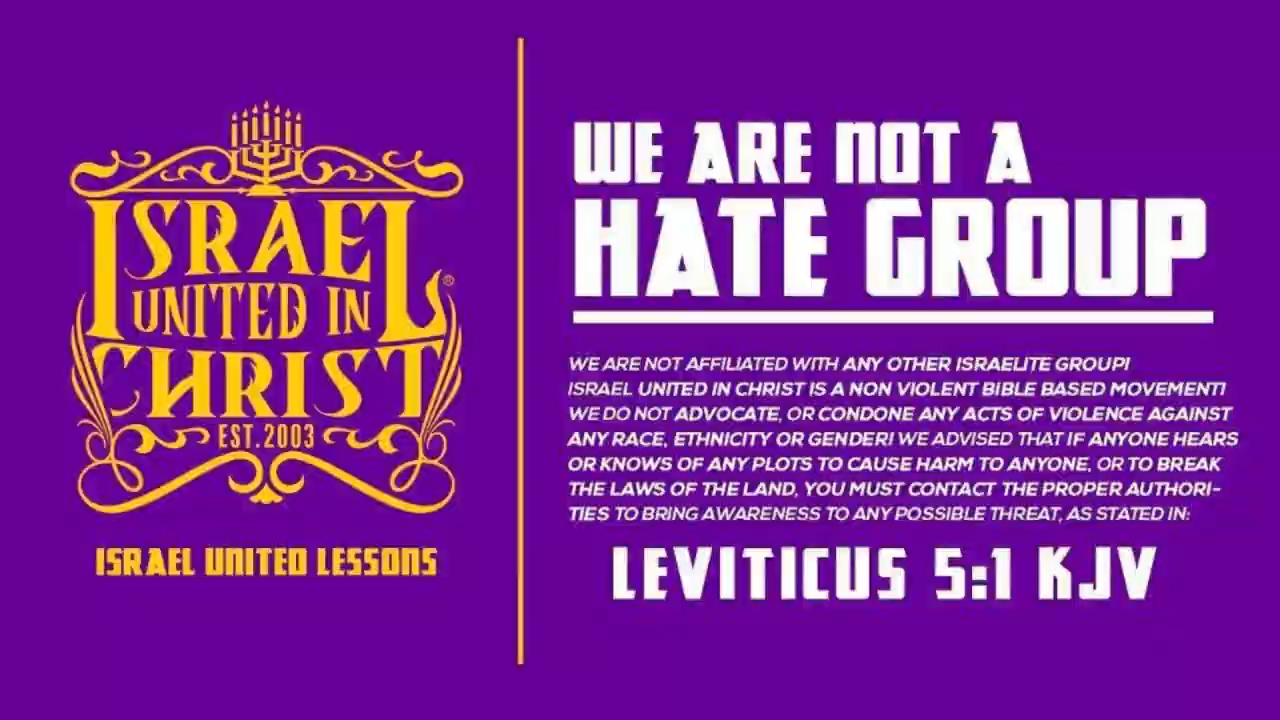 ISRAEL
UNITED IN
CHRIST
EST. 2003
ISRAEL UNITED LESSONS
WE ARE NOT A
HATE GROUP
WE ARE NOT AFFILIATED WITH ANY OTHER ISRAELITE GROUP!
ISRAEL UNITED IN CHRIST IS A NON VIOLENT BIBLE BASED MOVEMENT!
WE DO NOT ADVOCATE, OR CONDONE ANY ACTS OF VIOLENCE AGAINST
ANY RACE, ETHNICITY OR GENDER! WE ADVISED THAT IF ANYONE HEARS
OR KNOWS OF ANY PLOTS TO CAUSE HARM TO ANYONE, OR TO BREAK
THE LAWS OF THE LAND, YOU MUST CONTACT THE PROPER AUTHORI-
TIES TO BRING AWARENESS TO ANY POSSIBLE THREAT, AS STATED IN:
LEVITICUS 5:1 KJV